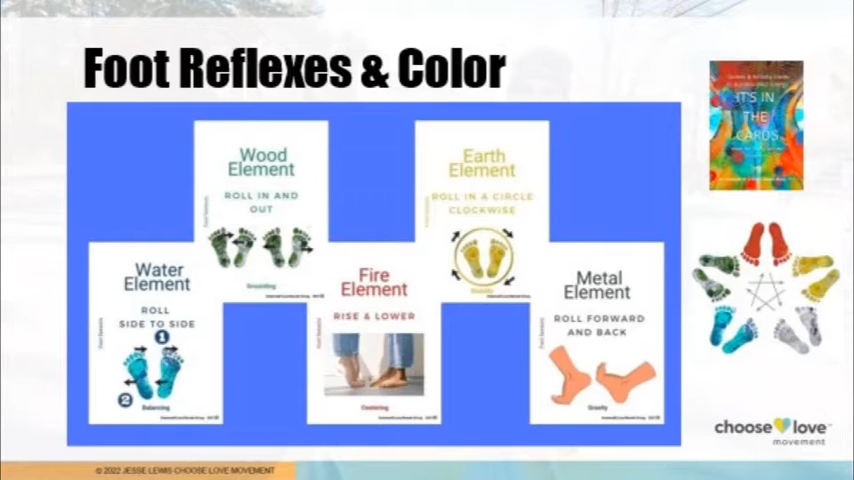 Foot Reflexes & Color
Wood
Element
ROLL IN AND
OUT
Grounding
Earth
Element
ROLL IN A CIRCLE
CLOCKWISE
Water
Element
ROLL
SIDE TO SIDE
1
2
Balancing
Fire
Element
RISE & LOWER
Centering
Metal
Element
ROLL FORWARD
AND BACK
Gravity
IT'S IN
THE
CARDS
choose love
movement
© 2022 JESSE LEWIS CHOOSE LOVE MOVEMENT